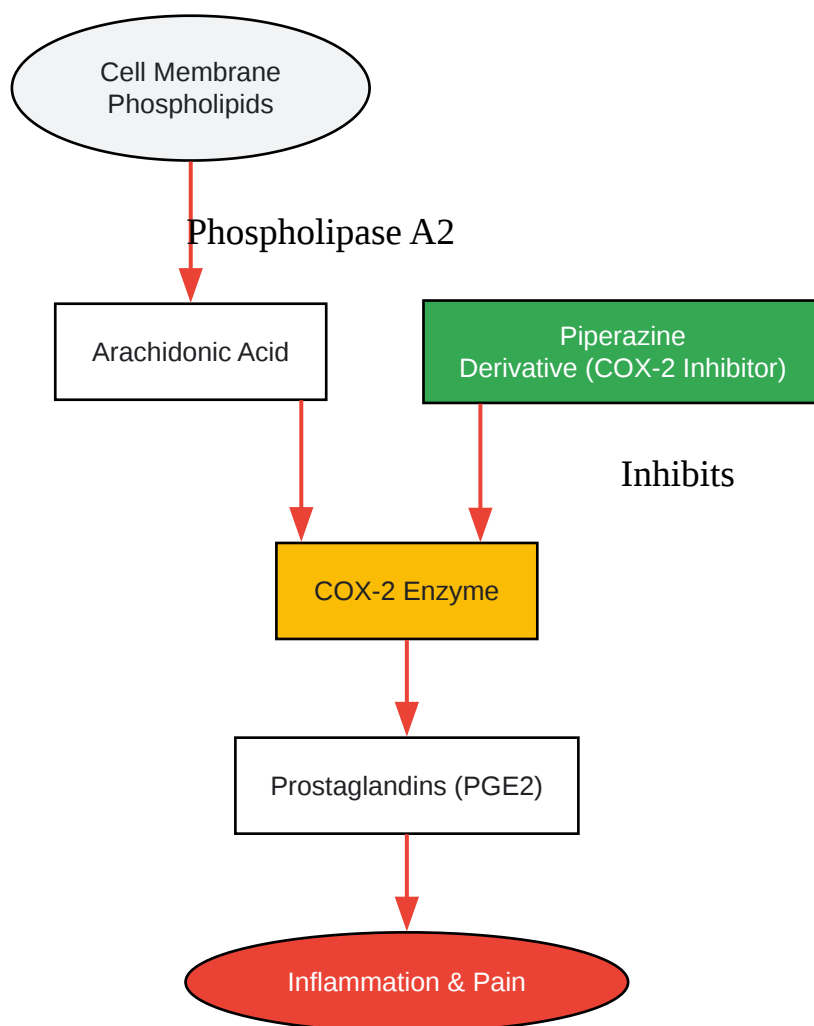 Cell Membrane
Phospholipids
Phospholipase A2
Arachidonic Acid
Piperazine
Derivative (COX-2 Inhibitor)
Inhibits
COX-2 Enzyme
Prostaglandins (PGE2)
Inflammation & Pain